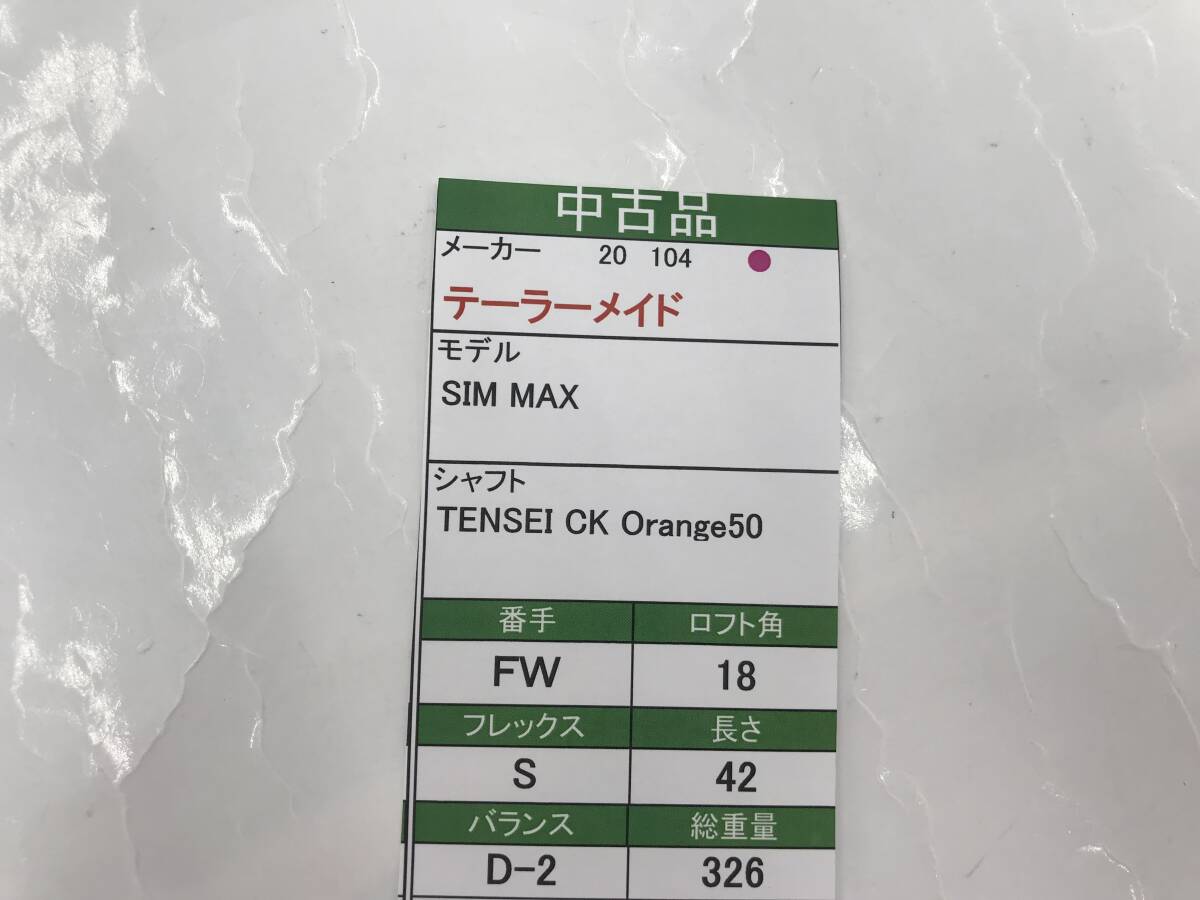 中古品
メーカー 20 104
テーラーメイド
モデル
SIM MAX
シャフト
TENSEI CK Orange50
番手 ロフト角
FW 18
フレックス 長さ
S 42
バランス 総重量
D-2 326